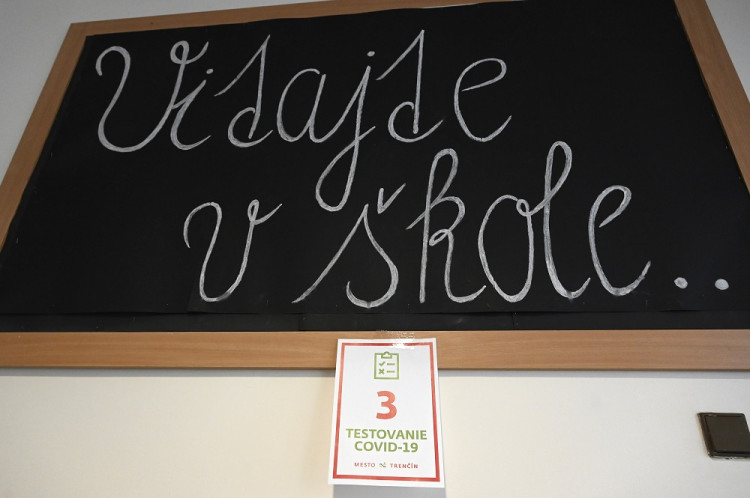 Vitajte
v škole..
3
TESTOVANIE
COVID-19
MESTO TRENČÍN